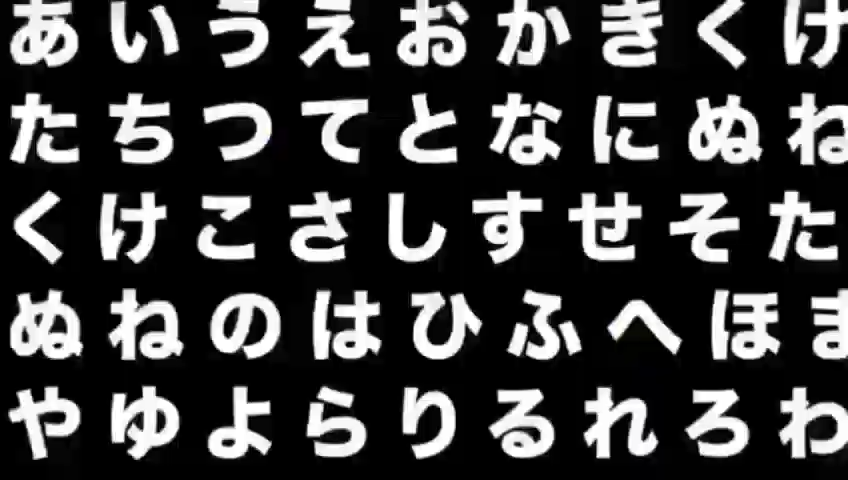 あいうえおかきくけ
たちつてとなにぬね
くけこさしすせそた
ぬねのはひふへほま
やゆよらりるれろわ